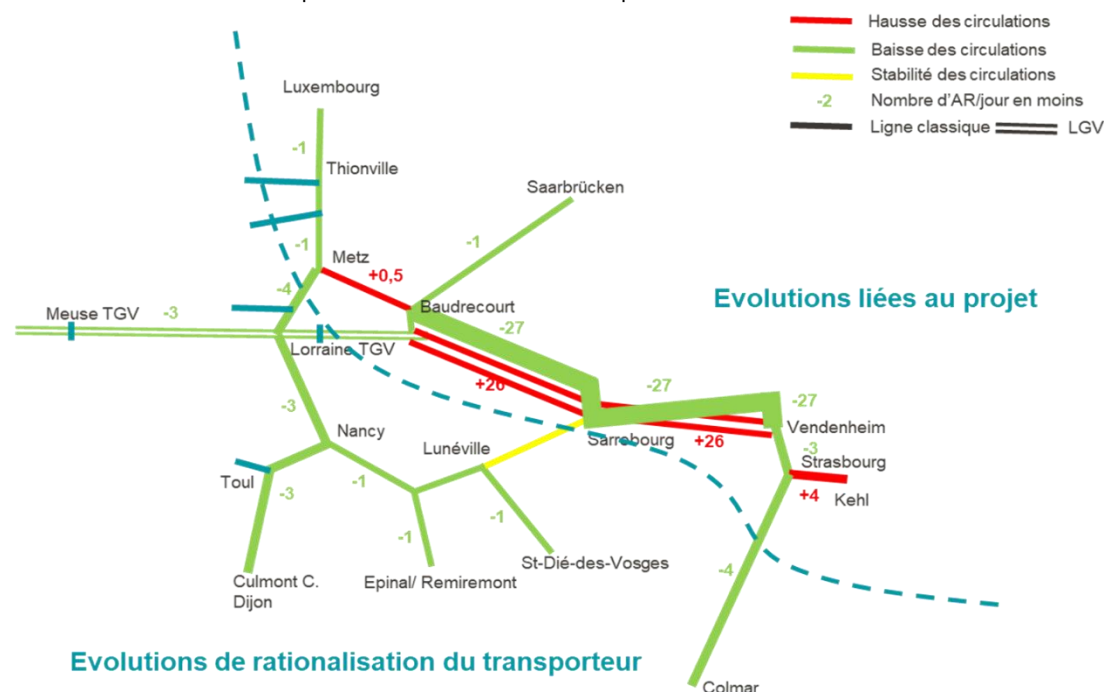 Hausse des circulations
Baisse des circulations
Stabilité des circulations
-2 Nombre d'AR/jour en moins
Ligne classique LGV
Luxembourg
-1
Thionville
Saarbrücken
-1
-1
Metz
+0,5
-4
Baudrecourt
Evolutions liées au projet
Meuse TGV
-3
-27
Lorraine TGV
+26
-27
-27
-3
Nancy
Lunéville
Sarrebourg
+26
Vendenheim
-3
Strasbourg
Toul
-3
-1
+4
Kehl
-1
-1
St-Dié-des-Vosges
-4
Culmont C.
Dijon
Epinal/ Remiremont
Evolutions de rationalisation du transporteur
Colmar